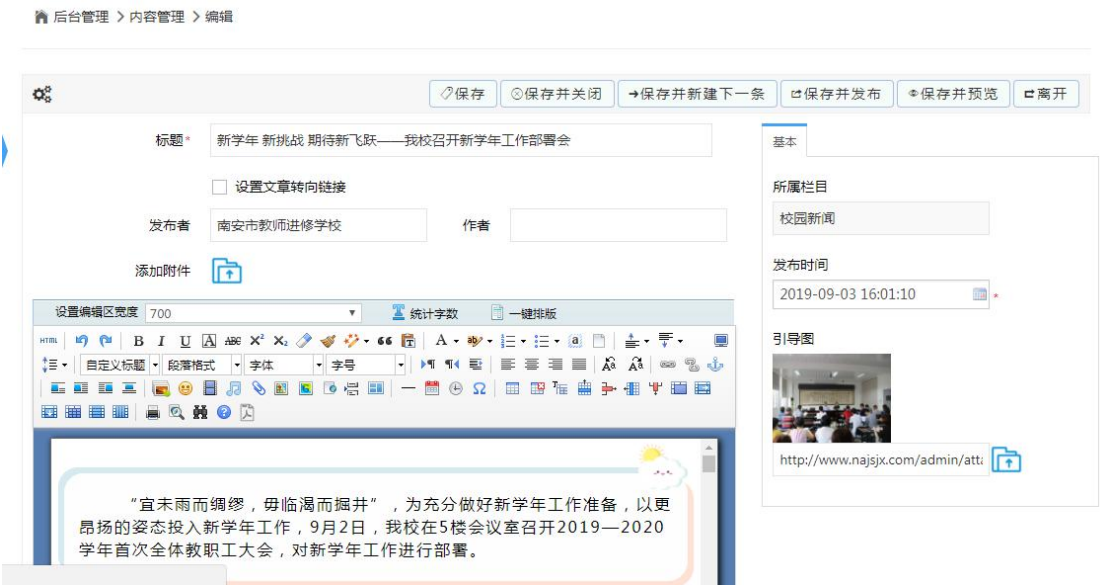 后台管理 > 内容管理 > 编辑
保存 保存并关闭 保存并新建下一条 保存并发布 保存并预览 离开
标题* 新学年 新挑战 期待新飞跃——我校召开新学年工作部署会
设置文章转向链接
发布者 南安市教师进修学校 作者
添加附件
设置编辑区宽度 700 统计字数 一键排版
HTML B I U A ABC X² X₂ 66 T A ab a
自定义标题 段落格式 字体 字号
“宜未雨而绸缪，毋临渴而掘井”，为充分做好新学年工作准备，以更
昂扬的姿态投入新学年工作，9月2日，我校在5楼会议室召开2019—2020
学年首次全体教职工大会，对新学年工作进行部署。
基本
所属栏目
校园新闻
发布时间
2019-09-03 16:01:10 *
引导图
http://www.najsjx.com/admin/atta